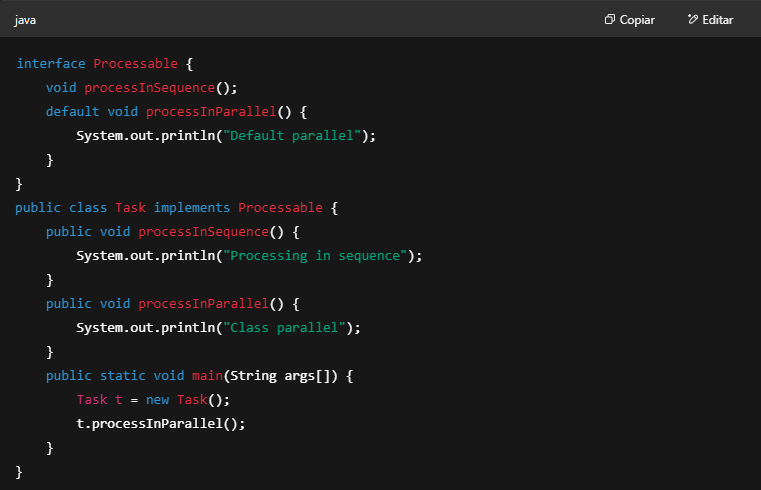 java
Copiar
Editar
interface Processable {
    void processInSequence();
    default void processInParallel() {
        System.out.println("Default parallel");
    }
}
public class Task implements Processable {
    public void processInSequence() {
        System.out.println("Processing in sequence");
    }
    public void processInParallel() {
        System.out.println("Class parallel");
    }
    public static void main(String args[]) {
        Task t = new Task();
        t.processInParallel();
    }
}